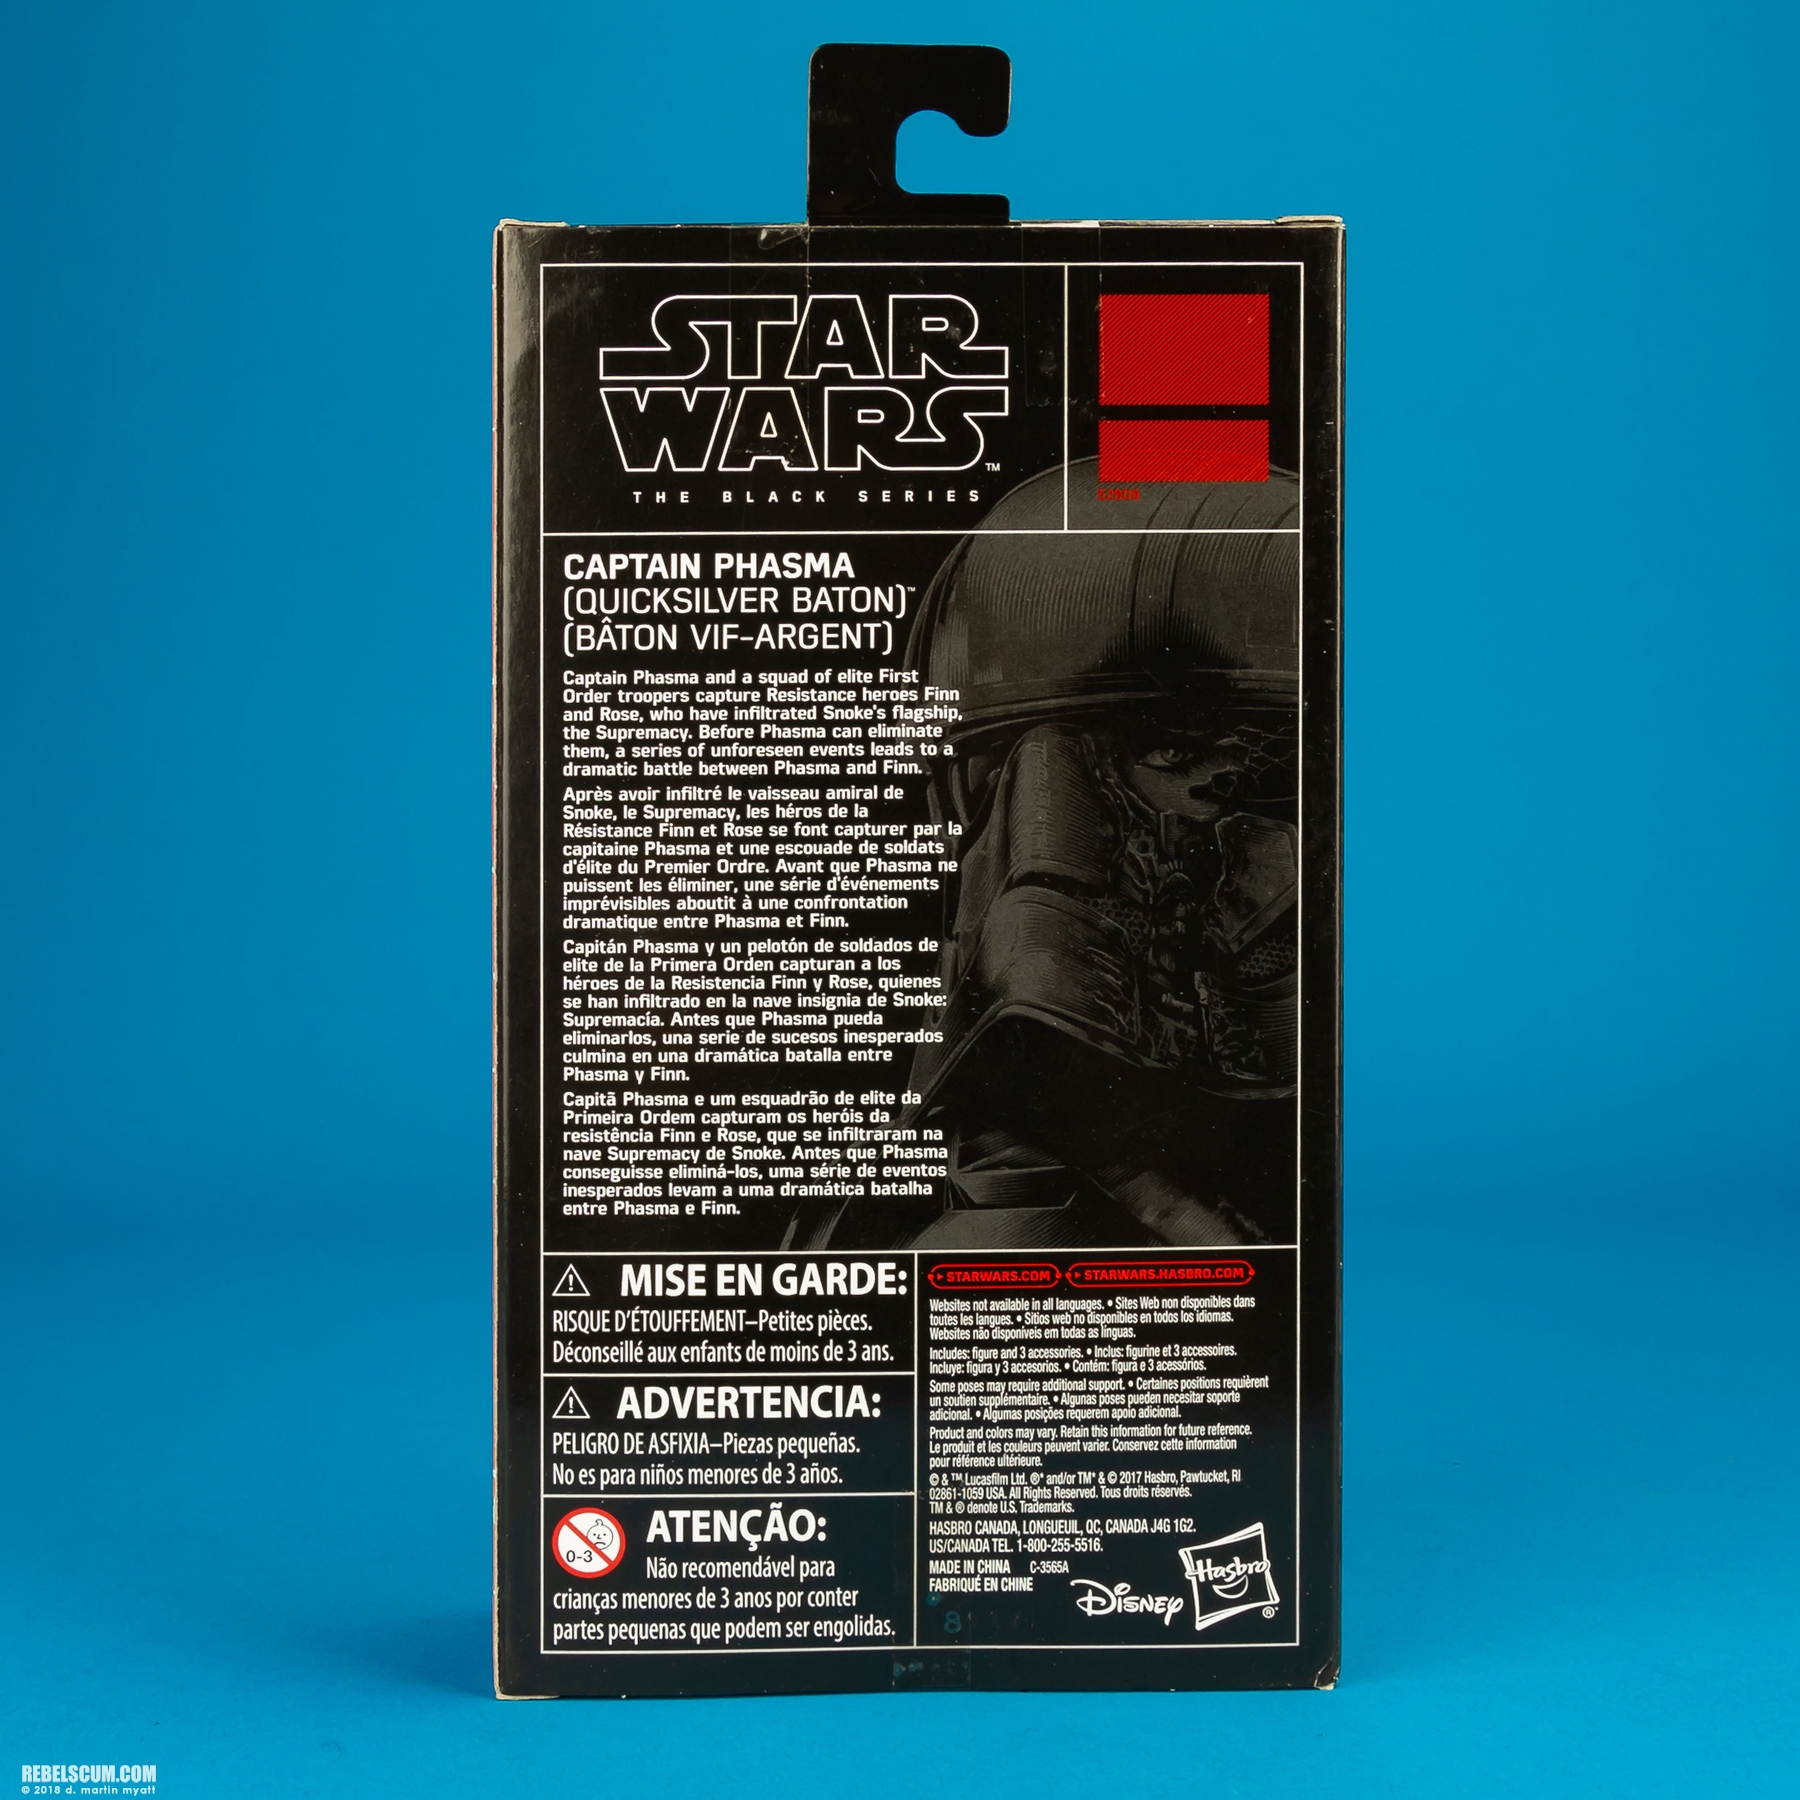 STAR
WARS™
THE BLACK SERIES
CAPTAIN PHASMA
(QUICKSILVER BATON)™
(BÂTON VIF-ARGENT)
Captain Phasma and a squad of elite First
Order troopers capture Resistance heroes Finn
and Rose, who have infiltrated Snoke's flagship,
the Supremacy. Before Phasma can eliminate
them, a series of unforeseen events leads to a
dramatic battle between Phasma and Finn.
Après avoir infiltré le vaisseau amiral de
Snoke, le Supremacy, les héros de la
Résistance Finn et Rose se font capturer par la
capitaine Phasma et une escouade de soldats
d'élite du Premier Ordre. Avant que Phasma ne
puissent les éliminer, une série d'événements
imprévisibles aboutit à une confrontation
dramatique entre Phasma et Finn.
Capitán Phasma y un pelotón de soldados de
elite de la Primera Orden capturan a los
héroes de la Resistencia Finn y Rose, quienes
se han infiltrado en la nave insignia de Snoke:
Supremacía. Antes que Phasma pueda
eliminarlos, una serie de sucesos inesperados
culmina en una dramática batalla entre
Phasma y Finn.
Capitã Phasma e um esquadrão de elite da
Primeira Ordem capturam os heróis da
resistência Finn e Rose, que se infiltraram na
nave Supremacy de Snoke. Antes que Phasma
conseguisse eliminá-los, uma série de eventos
inesperados levam a uma dramática batalha
entre Phasma e Finn.
MISE EN GARDE:
RISQUE D'ÉTOUFFEMENT–Petites pièces.
Déconseillé aux enfants de moins de 3 ans.
ADVERTENCIA:
PELIGRO DE ASFIXIA–Piezas pequeñas.
No es para niños menores de 3 años.
0-3
ATENÇÃO:
Não recomendável para
crianças menores de 3 anos por conter
partes pequenas que podem ser engolidas.
STARWARS.COM STARWARS.HASBRO.COM
Websites not available in all languages. • Sites Web non disponibles dans
toutes les langues. • Sitios web no disponibles en todos los idiomas.
Websites não disponíveis em todas as línguas.
Includes: figure and 3 accessories. • Inclus: figurine et 3 accessoires.
Incluye: figura y 3 accesorios. • Contém: figura e 3 acessórios.
Some poses may require additional support. • Certaines positions requièrent
un soutien supplémentaire. • Algunas poses pueden necesitar soporte
adicional. • Algumas posições requerem apoio adicional.
Product and colors may vary. Retain this information for future reference.
Le produit et les couleurs peuvent varier. Conservez cette information
pour référence ultérieure.
© & ™ Lucasfilm Ltd. ®* and/or TM* & © 2017 Hasbro, Pawtucket, RI
02861-1059 USA. All Rights Reserved. Tous droits réservés.
TM & ® denote U.S. Trademarks.
HASBRO CANADA, LONGUEUIL, QC, CANADA J4G 1G2.
US/CANADA TEL. 1-800-255-5516.
MADE IN CHINA C-3565A
FABRIQUÉ EN CHINE
Disney
Hasbro
®*
REBELSCUM.COM
© 2018 d. martin myatt